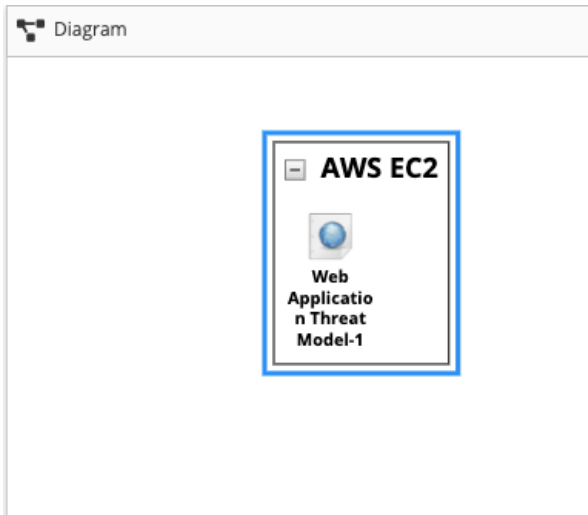 Diagram
AWS EC2
Web
Applicatio
n Threat
Model-1